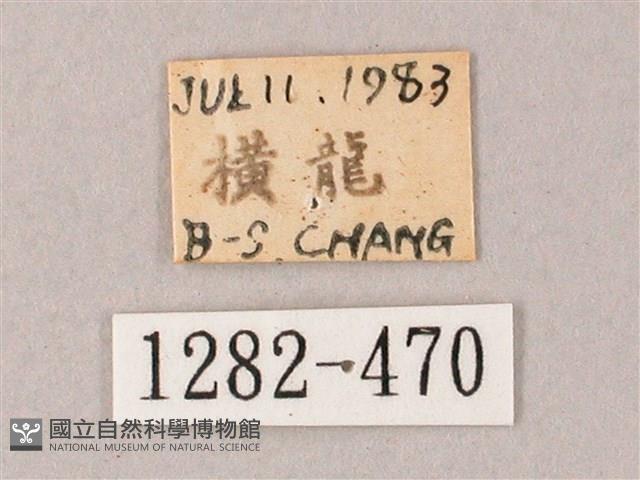 JUL 11. 1983
橫龍
B-S. CHANG
1282-470
國立自然科學博物館
NATIONAL MUSEUM OF NATURAL SCIENCE